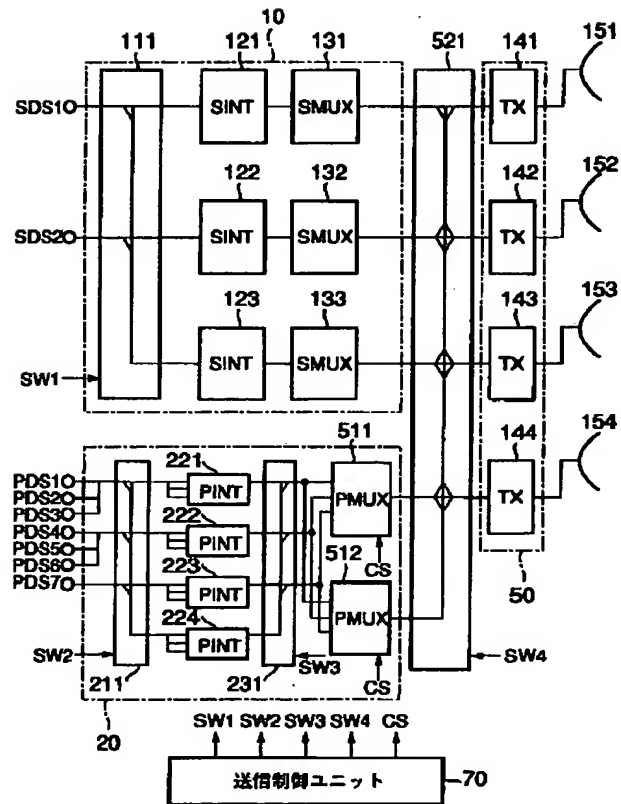 10
111 121 131 521 141 151
SDS1 SINT SMUX TX
122 132 142 152
SDS2 SINT SMUX TX
123 133 143 153
SINT SMUX TX
SW1
221 511 144 154
PDS1 PINT PMUX TX
PDS2
PDS3 222
PDS4 PINT
PDS5 CS
PDS6 223 512 50
PDS7 PINT PMUX
224
PINT
SW2 SW3 SW4
211 231 CS
20
SW1 SW2 SW3 SW4 CS
送信制御ユニット 70